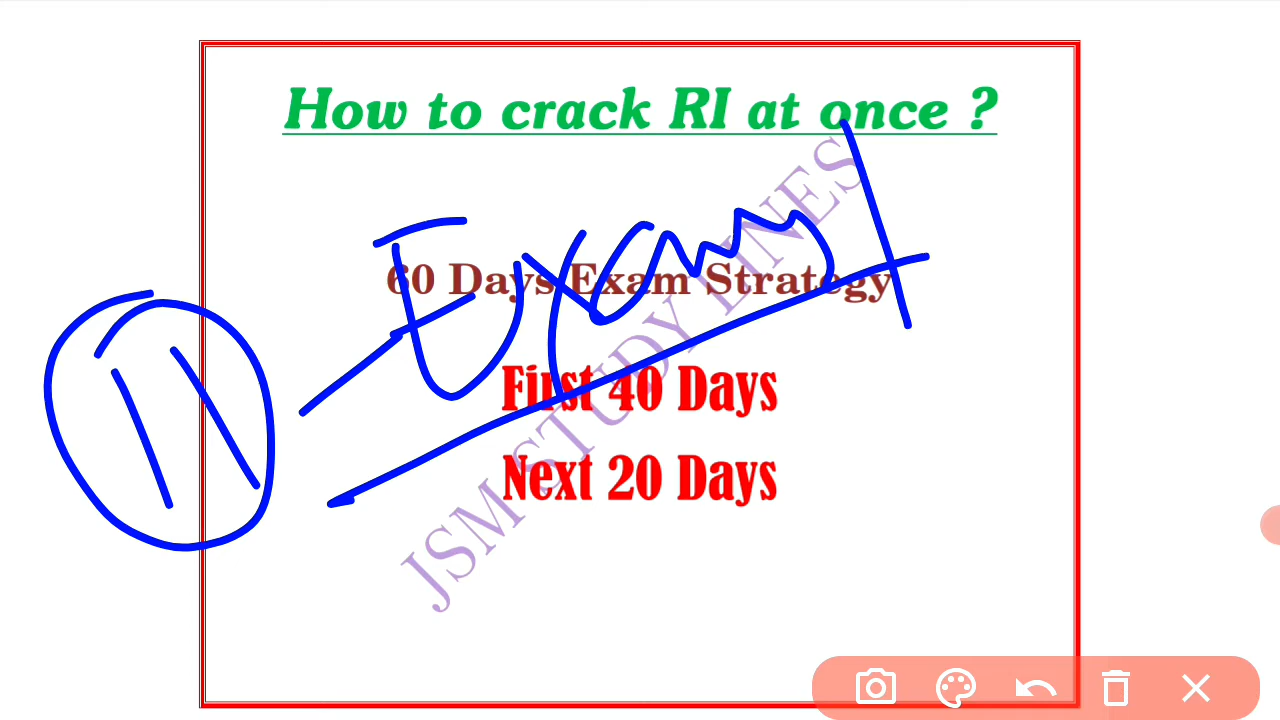 How to crack RI at once ?
60 Days Exam Strategy
11 Exam
First 40 Days
Next 20 Days
JSM STUDY LINES